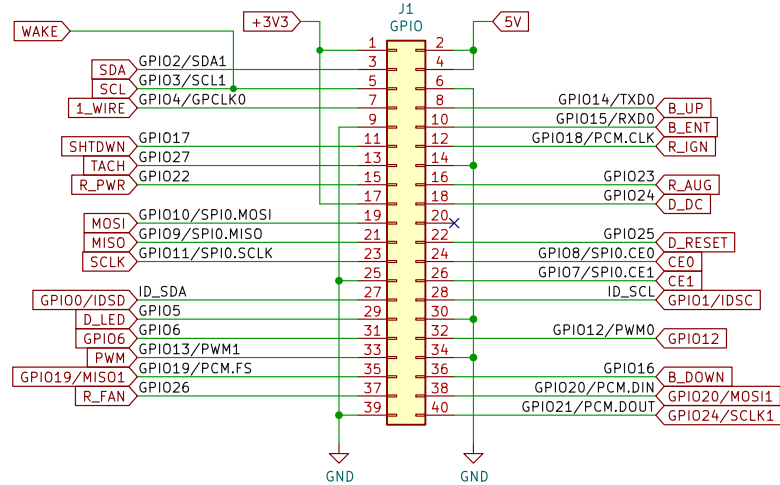 J1
GPIO
WAKE
+3V3
5V
1 2
SDA GPIO2/SDA1 3 4
SCL GPIO3/SCL1 5 6
1_WIRE GPIO4/GPCLK0 7 8 GPIO14/TXD0 B_UP
9 10 GPIO15/RXD0 B_ENT
SHTDWN GPIO17 11 12 GPIO18/PCM.CLK R_IGN
TACH GPIO27 13 14
R_PWR GPIO22 15 16 GPIO23 R_AUG
17 18 GPIO24 D_DC
MOSI GPIO10/SPI0.MOSI 19 20
MISO GPIO9/SPI0.MISO 21 22 GPIO25 D_RESET
SCLK GPIO11/SPI0.SCLK 23 24 GPIO8/SPI0.CE0 CE0
25 26 GPIO7/SPI0.CE1 CE1
GPIO0/IDSD ID_SDA 27 28 ID_SCL GPIO1/IDSC
D_LED GPIO5 29 30
GPIO6 GPIO6 31 32 GPIO12/PWM0 GPIO12
PWM GPIO13/PWM1 33 34
GPIO19/MISO1 GPIO19/PCM.FS 35 36 GPIO16 B_DOWN
R_FAN GPIO26 37 38 GPIO20/PCM.DIN GPIO20/MOSI1
39 40 GPIO21/PCM.DOUT GPIO24/SCLK1
GND GND